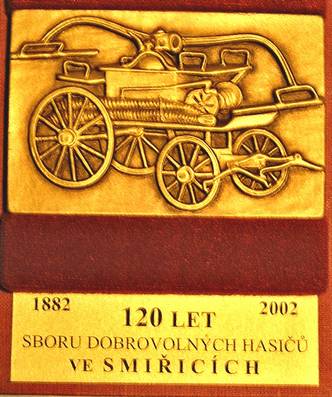 1882 2002
120 LET
SBORU DOBROVOLNÝCH HASIČŮ
VE SMIŘICÍCH